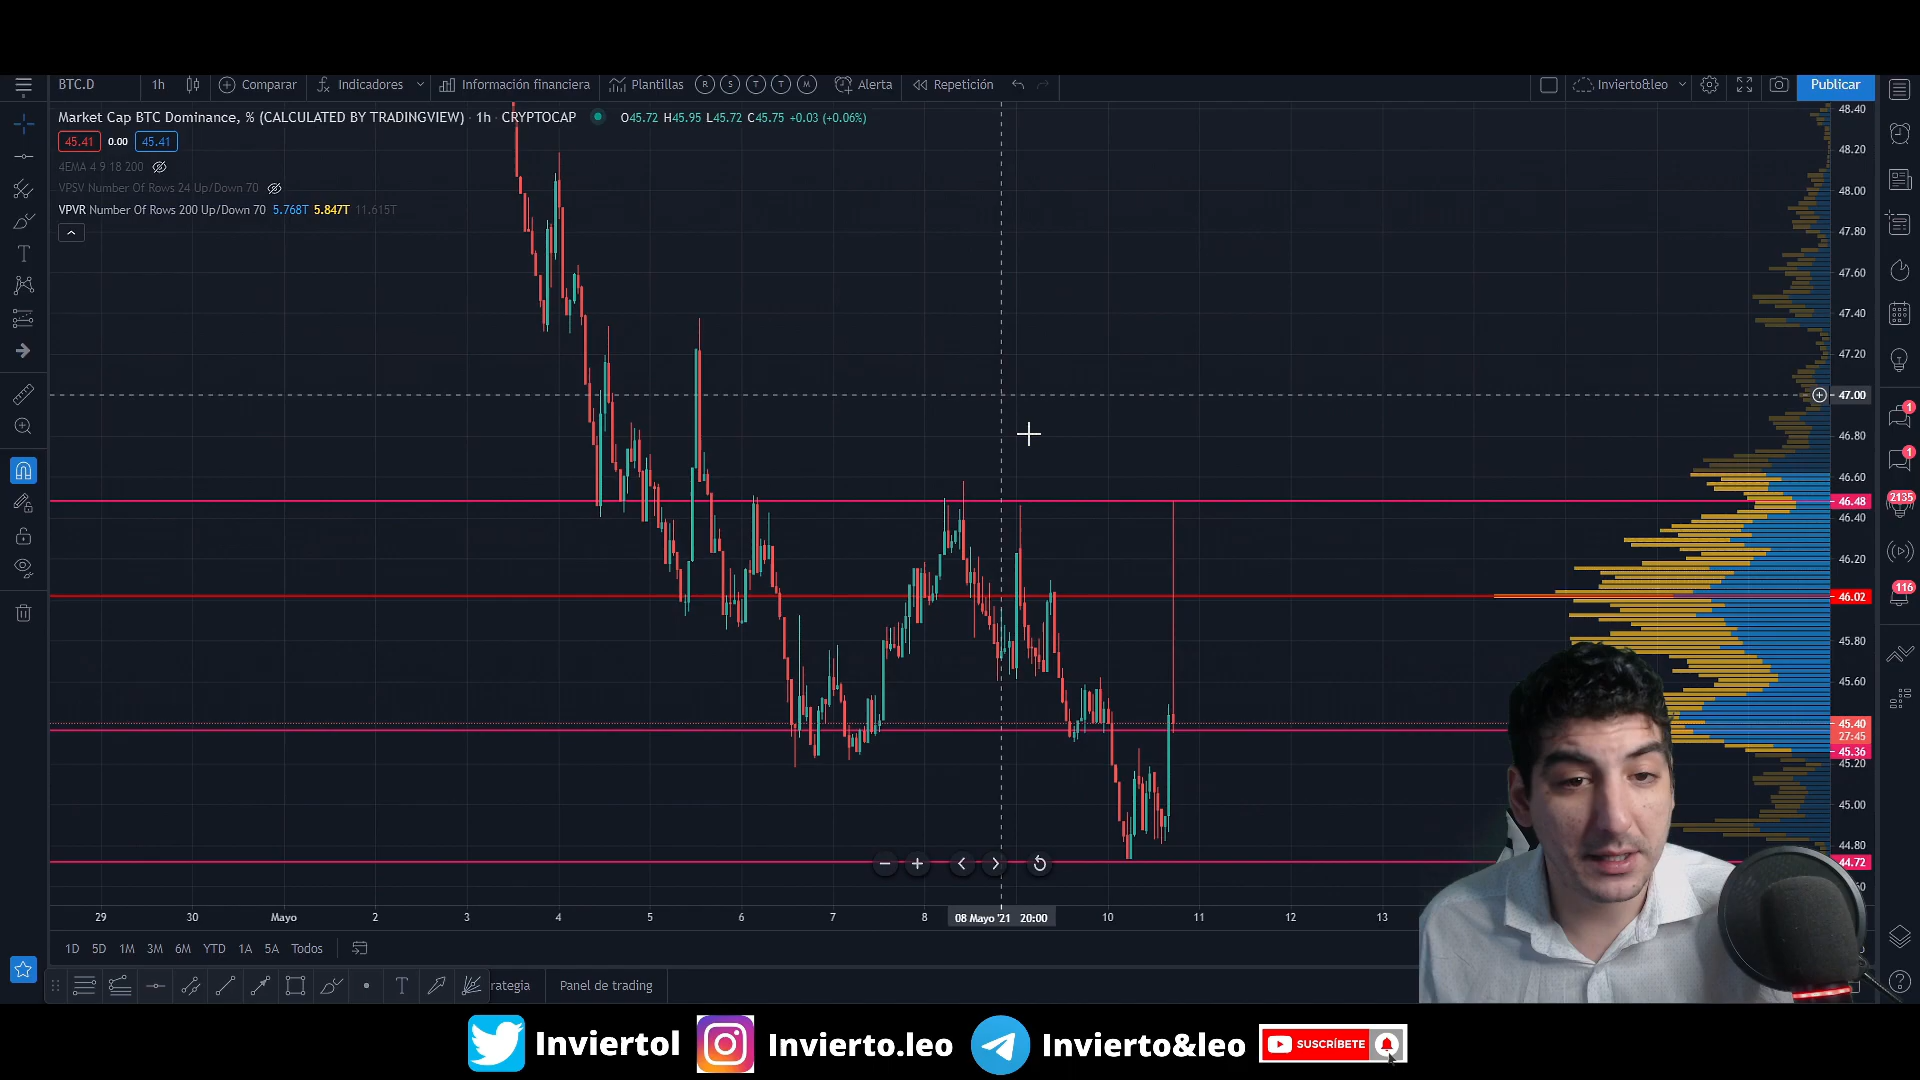 BTC.D 1h Comparar Indicadores Información financiera Plantillas R S T T M Alerta Repetición Invierto&leo Publicar
Market Cap BTC Dominance, % (CALCULATED BY TRADINGVIEW) · 1h · CRYPTOCAP O45.72 H45.95 L45.72 C45.75 +0.03 (+0.06%)
45.41 0.00 45.41
4EMA 4 9 18 200
VPSV Number Of Rows 24 Up/Down 70
VPVR Number Of Rows 200 Up/Down 70 5.768T 5.847T 11.615T
48.40
48.20
48.00
47.80
47.60
47.40
47.20
47.00
46.80
46.60
46.48
46.40
46.20
46.02
45.80
45.60
45.40
27:45
45.36
45.20
45.00
44.80
44.72
1
1
2135
116
29 30 Mayo 2 3 4 5 6 7 8 08 Mayo '21 20:00 10 11 12 13
1D 5D 1M 3M 6M YTD 1A 5A Todos
rategia Panel de trading
Inviertol Invierto.leo Invierto&leo SUSCRÍBETE